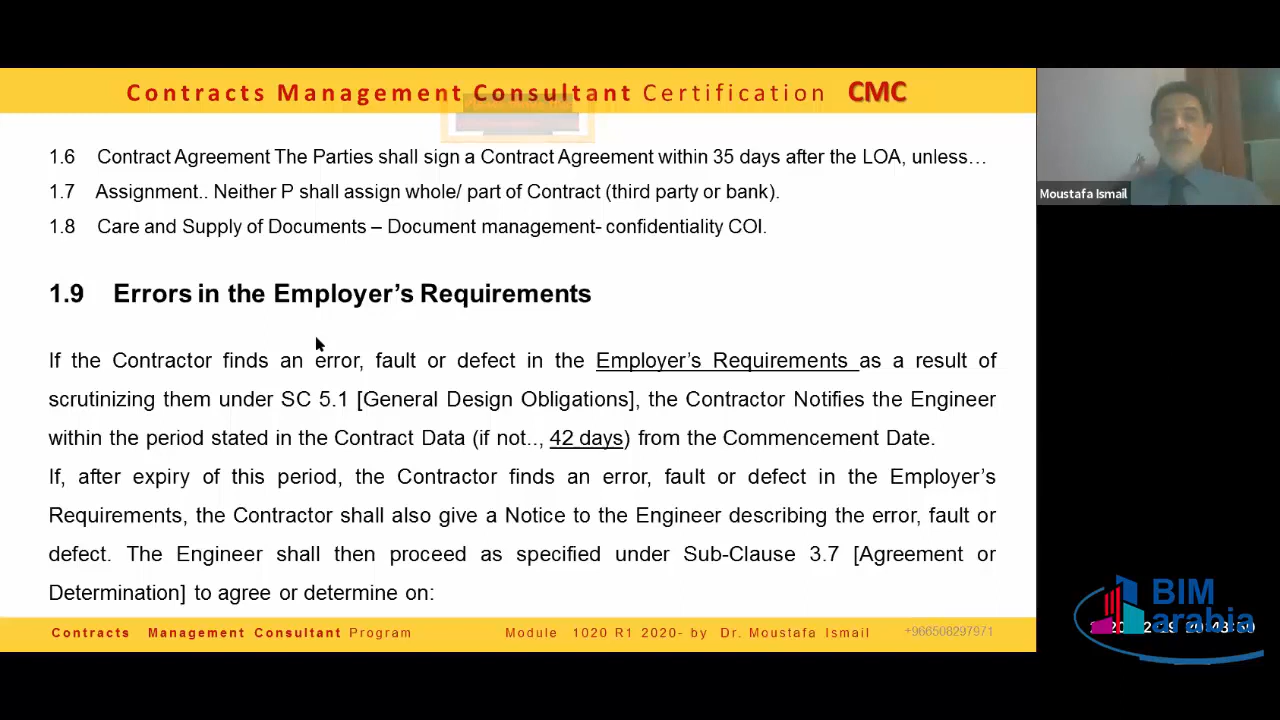 Contracts Management Consultant Certification CMC
1.6 Contract Agreement The Parties shall sign a Contract Agreement within 35 days after the LOA, unless…
1.7 Assignment.. Neither P shall assign whole/ part of Contract (third party or bank).
1.8 Care and Supply of Documents – Document management- confidentiality COI.
1.9 Errors in the Employer's Requirements
If the Contractor finds an error, fault or defect in the Employer's Requirements as a result of
scrutinizing them under SC 5.1 [General Design Obligations], the Contractor Notifies the Engineer
within the period stated in the Contract Data (if not.., 42 days) from the Commencement Date.
If, after expiry of this period, the Contractor finds an error, fault or defect in the Employer's
Requirements, the Contractor shall also give a Notice to the Engineer describing the error, fault or
defect. The Engineer shall then proceed as specified under Sub-Clause 3.7 [Agreement or
Determination] to agree or determine on:
Contracts Management Consultant Program
Module 1020 R1 2020- by Dr. Moustafa Ismail
+966508297971
Moustafa Ismail
BIM
arabia